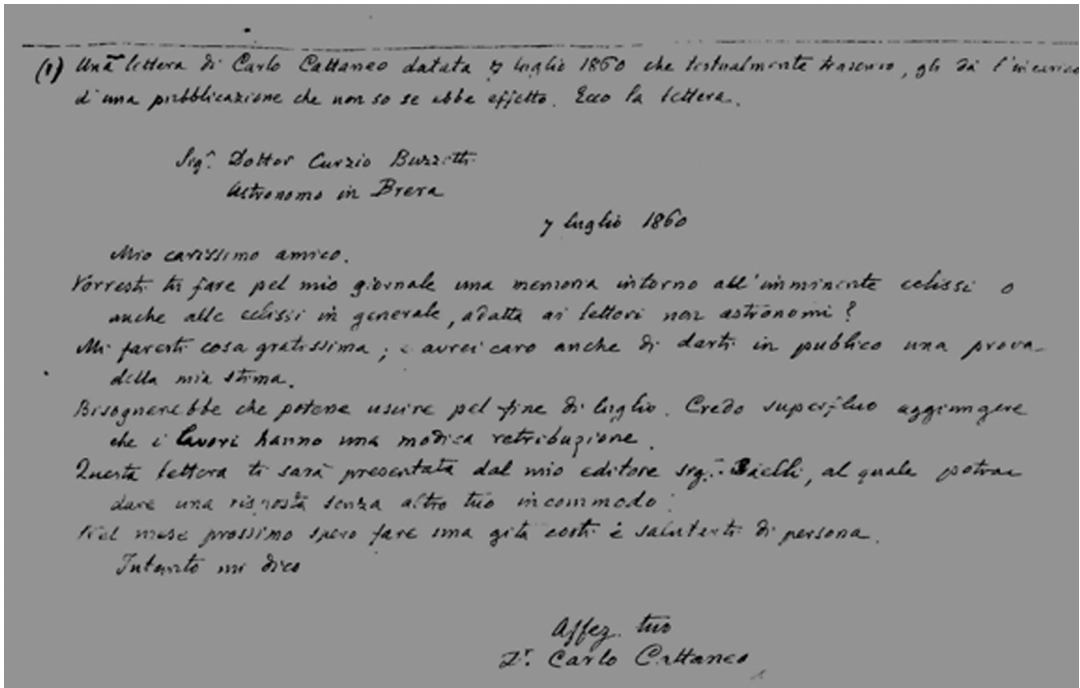 (1) Una lettera di Carlo Cattaneo datata 7 luglio 1860 che testualmente trascrivo, gli dà l'incarico
d'una pubblicazione che non so se ebbe effetto. Ecco la lettera.
Sigr. Dottor Curzio Buzzetti
Astronomo in Brera
7 luglio 1860
Mio carissimo amico.
Vorresti tu fare pel mio giornale una memoria intorno all'imminente eclissi o
anche alle eclissi in generale, adatta ai lettori non astronomi?
Mi faresti cosa gratissima; e avrei caro anche di darti in publico una prova
della mia stima.
Bisognerebbe che potesse uscire pel fine di luglio. Credo superfluo aggiungere
che i lavori hanno una modica retribuzione.
Questa lettera ti sarà presentata dal mio editore sigr. Daelli, al quale potrai
dare una risposta senza altro tuo incommodo.
Nel mese prossimo spero fare una gita costì e salutarti di persona.
Intanto mi dico
Affez. tuo
Dr. Carlo Cattaneo